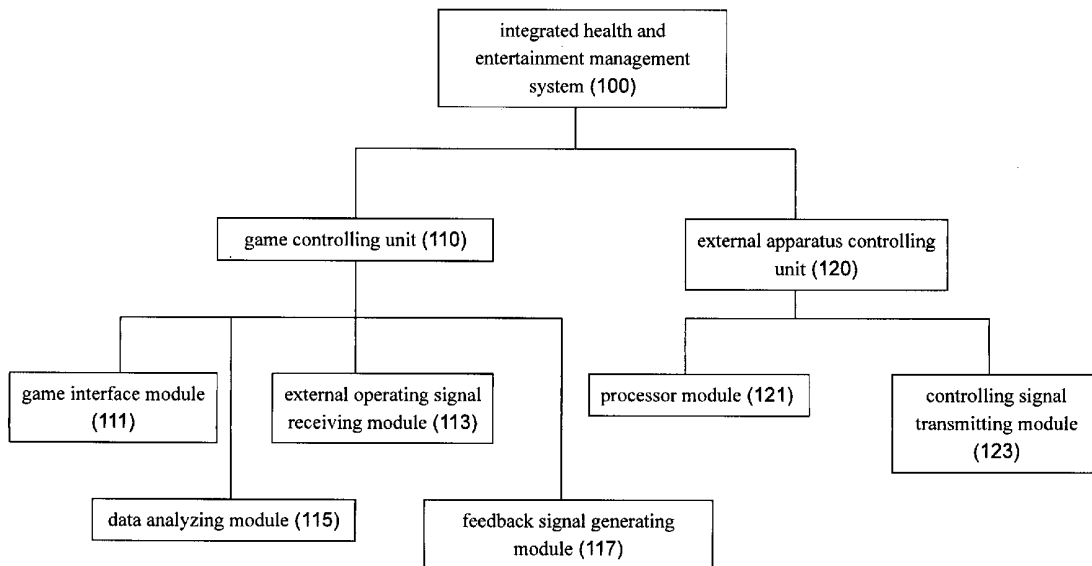 integrated health and
entertainment management
system (100)
game controlling unit (110)
external apparatus controlling
unit (120)
game interface module
(111)
external operating signal
receiving module (113)
processor module (121)
controlling signal
transmitting module
(123)
data analyzing module (115)
feedback signal generating
module (117)